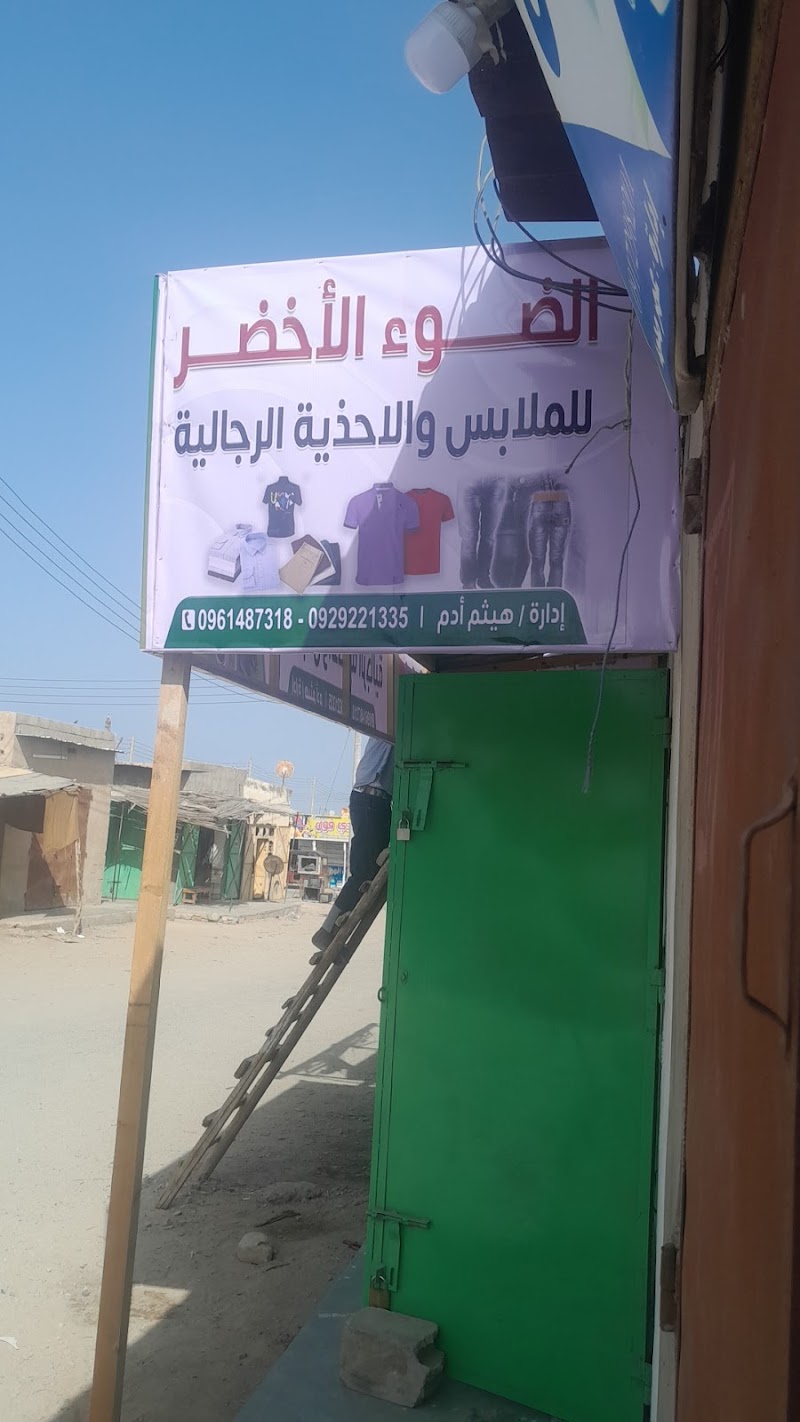 الضوء الأخضر
للملابس والاحذية الرجالية
إدارة / هيثم أدم | 0929221335 - 0961487318